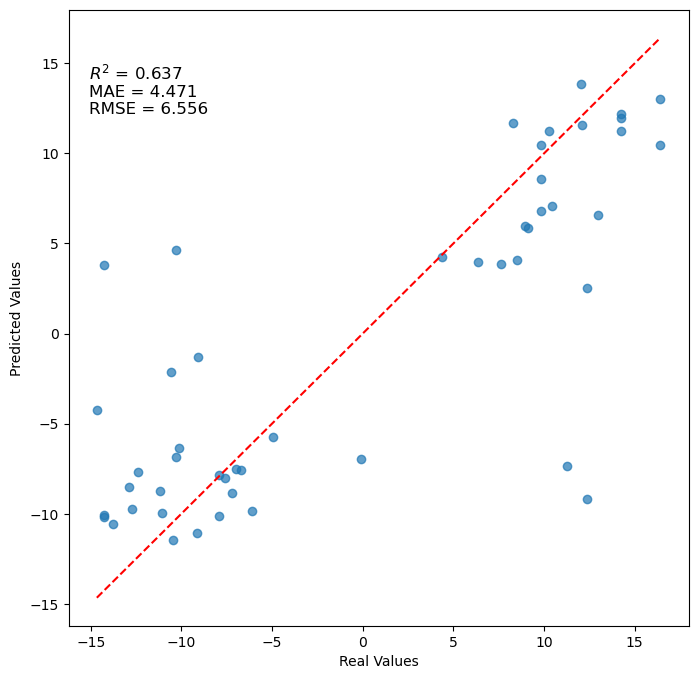 R² = 0.637
MAE = 4.471
RMSE = 6.556
15
10
5
0
−5
−10
−15
Predicted Values
−15 −10 −5 0 5 10 15
Real Values